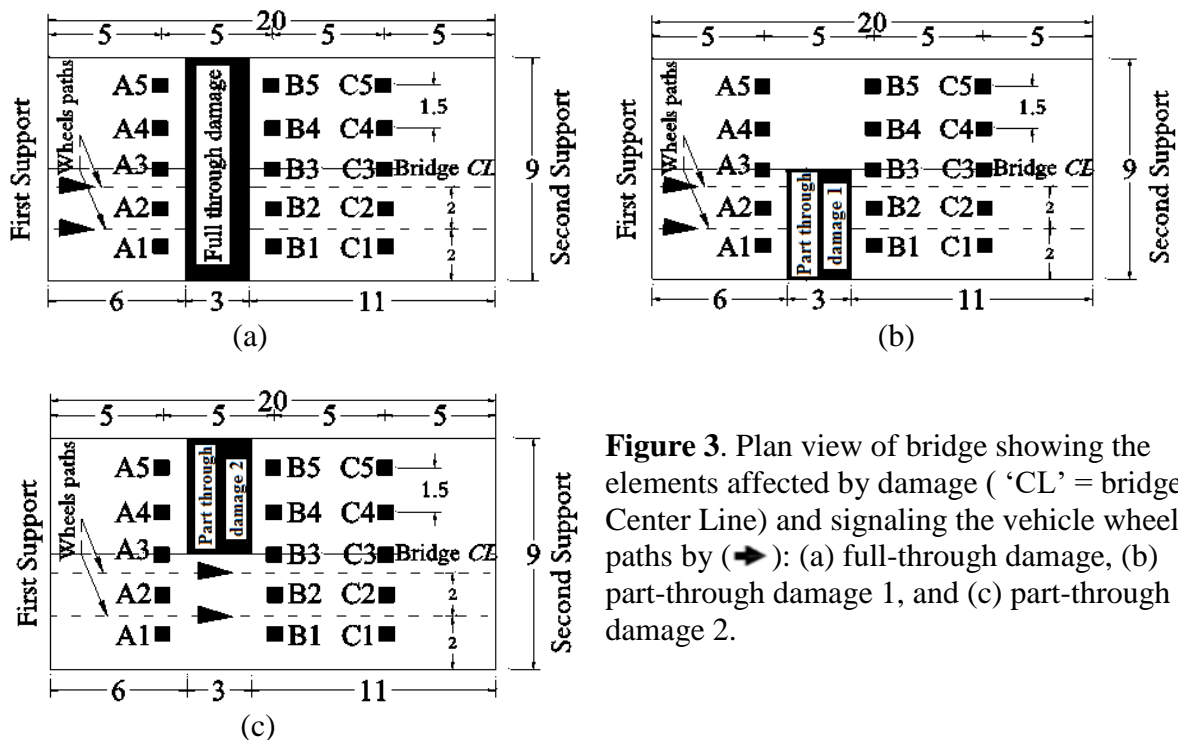 20
5 5 5 5
First Support
Wheels paths
A5 B5 C5
A4 B4 C4
A3 B3 C3 Bridge CL
A2 B2 C2
A1 B1 C1
Full through damage
1.5
2
2
9
Second Support
6 3 11
(a)
20
5 5 5 5
First Support
Wheels paths
A5 B5 C5
A4 B4 C4
A3 B3 C3 Bridge CL
A2 B2 C2
A1 B1 C1
Part through
damage 1
1.5
2
2
9
Second Support
6 3 11
(b)
20
5 5 5 5
First Support
Wheels paths
A5 B5 C5
A4 B4 C4
A3 B3 C3 Bridge CL
A2 B2 C2
A1 B1 C1
Part through
damage 2
1.5
2
2
9
Second Support
6 3 11
(c)
Figure 3. Plan view of bridge showing the
elements affected by damage ( ‘CL’ = bridge
Center Line) and signaling the vehicle wheel
paths by ( ): (a) full-through damage, (b)
part-through damage 1, and (c) part-through
damage 2.